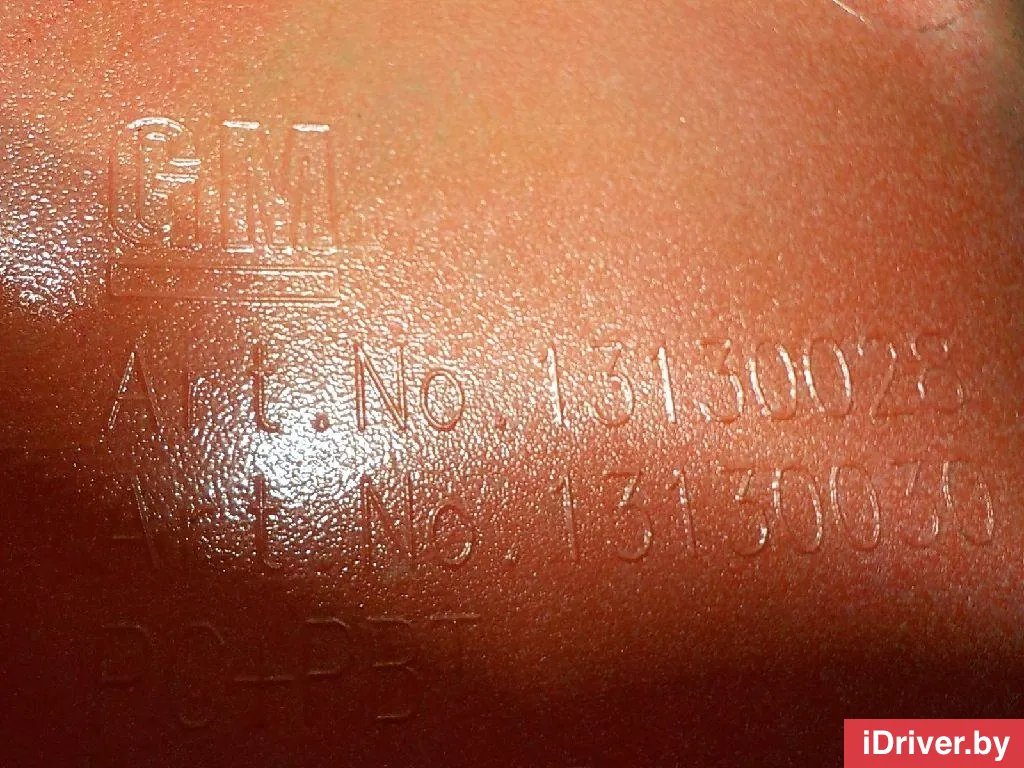 GM
Art.No.13130028
Art.No.13130030
PC+PBT
iDriver.by